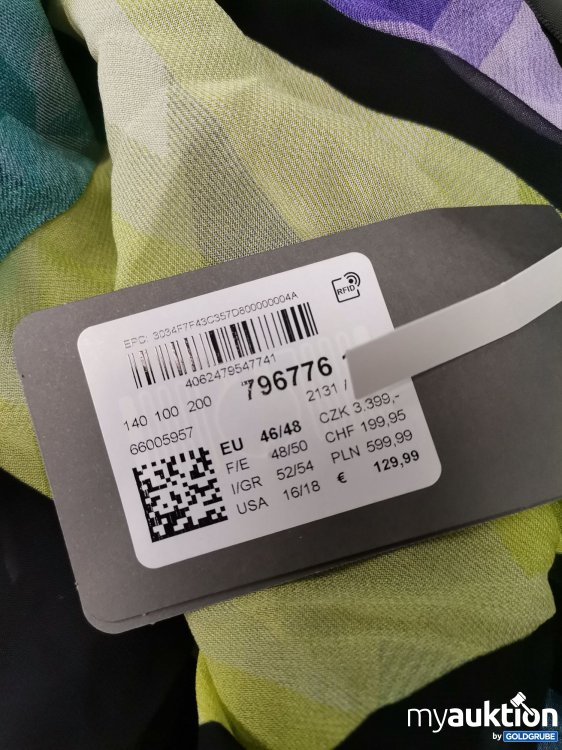 RFID
EPC: 3034F7F43C357D800000004A
4062479547741
140 100 200
796776
66005957
2131 /
EU 46/48
CZK 3.399,-
F/E 48/50
CHF 199,95
I/GR 52/54
PLN 599,99
USA 16/18
€ 129,99
myauktion
by GOLDGRUBE